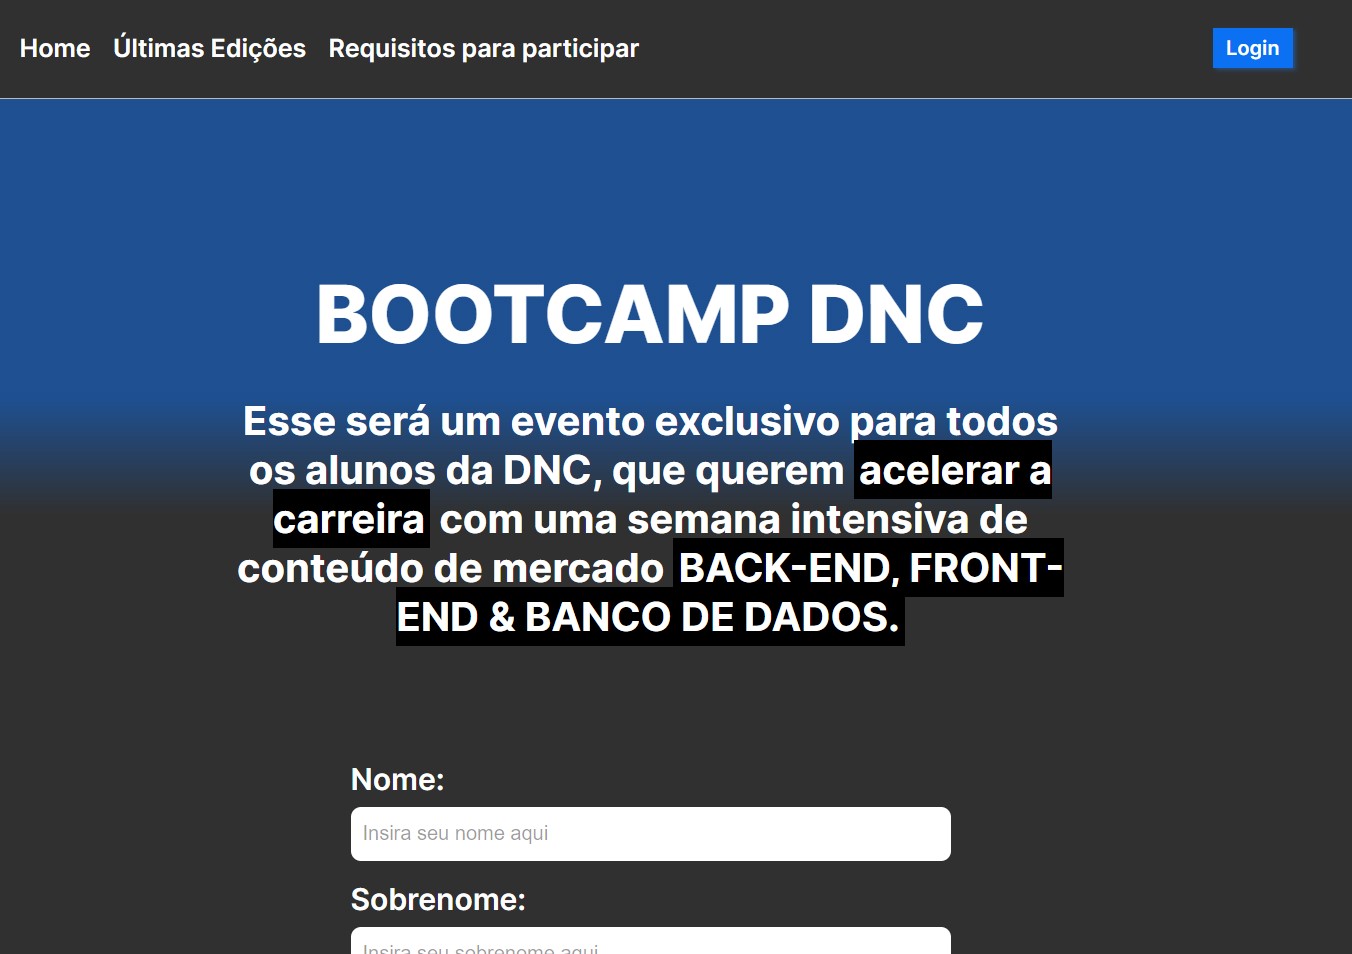 Home Últimas Edições Requisitos para participar Login
BOOTCAMP DNC
Esse será um evento exclusivo para todos
os alunos da DNC, que querem acelerar a
carreira com uma semana intensiva de
conteúdo de mercado BACK-END, FRONT-
END & BANCO DE DADOS.
Nome:
Insira seu nome aqui
Sobrenome:
Insira seu sobrenome aqui